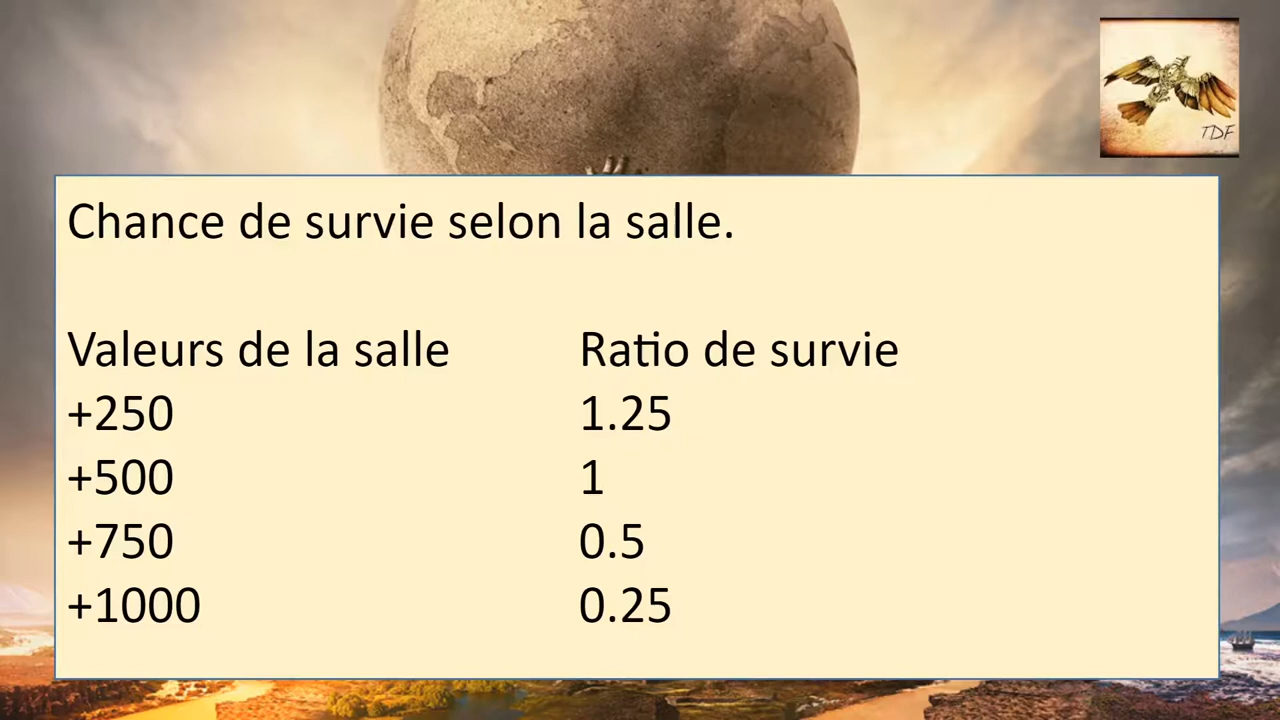 TDF
Chance de survie selon la salle.
Valeurs de la salle Ratio de survie
+250 1.25
+500 1
+750 0.5
+1000 0.25